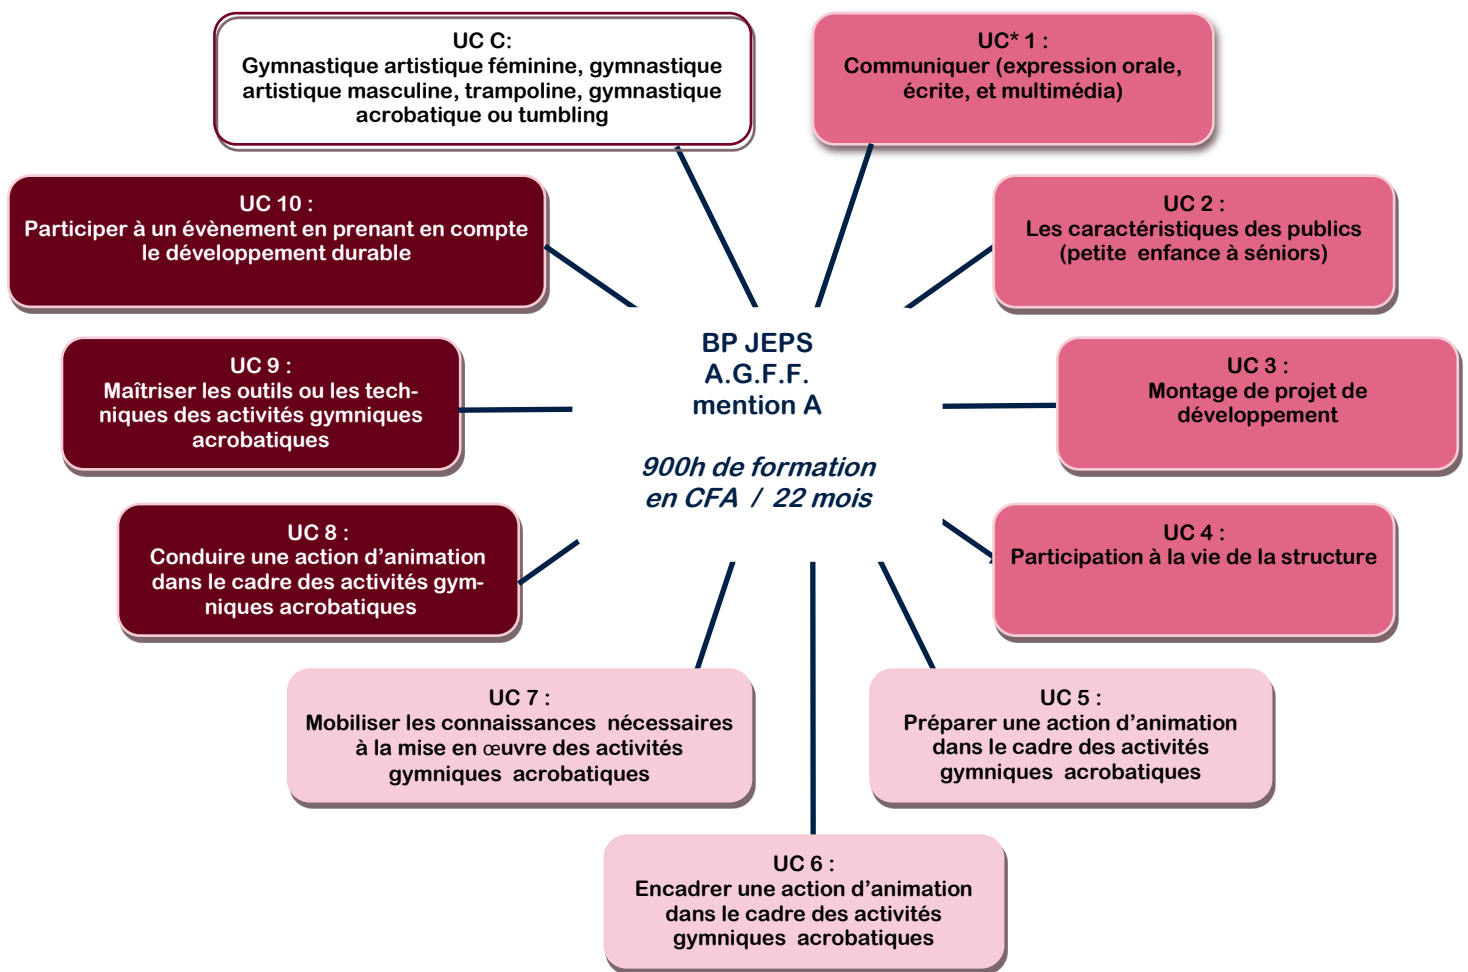 UC C:
Gymnastique artistique féminine, gymnastique
artistique masculine, trampoline, gymnastique
acrobatique ou tumbling
UC* 1 :
Communiquer (expression orale,
écrite, et multimédia)
UC 10 :
Participer à un évènement en prenant en compte
le développement durable
UC 2 :
Les caractéristiques des publics
(petite enfance à séniors)
UC 9 :
Maîtriser les outils ou les tech-
niques des activités gymniques
acrobatiques
BP JEPS
A.G.F.F.
mention A
900h de formation
en CFA / 22 mois
UC 3 :
Montage de projet de
développement
UC 8 :
Conduire une action d’animation
dans le cadre des activités gym-
niques acrobatiques
UC 4 :
Participation à la vie de la structure
UC 7 :
Mobiliser les connaissances nécessaires
à la mise en œuvre des activités
gymniques acrobatiques
UC 5 :
Préparer une action d’animation
dans le cadre des activités
gymniques acrobatiques
UC 6 :
Encadrer une action d’animation
dans le cadre des activités
gymniques acrobatiques